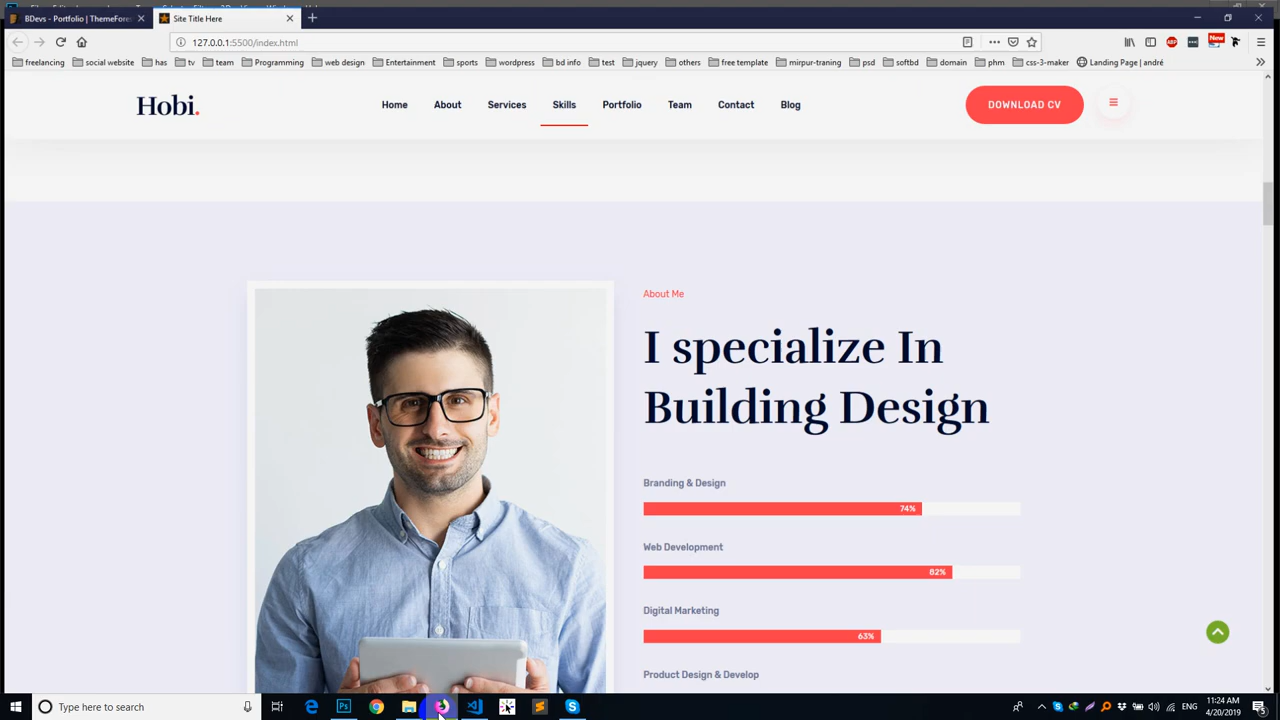 BDevs - Portfolio | ThemeFores
Site Title Here
127.0.0.1:5500/index.html
New
freelancing
social website
has
tv
team
Programming
web design
Entertainment
sports
wordpress
bd info
test
jquery
others
free template
mirpur-traning
psd
softbd
domain
phm
css-3-maker
Landing Page | andré
Hobi.
Home
About
Services
Skills
Portfolio
Team
Contact
Blog
DOWNLOAD CV
About Me
I specialize In
Building Design
Branding & Design
74%
Web Development
82%
Digital Marketing
63%
Product Design & Develop
Type here to search
ENG
11:24 AM
4/20/2019
5